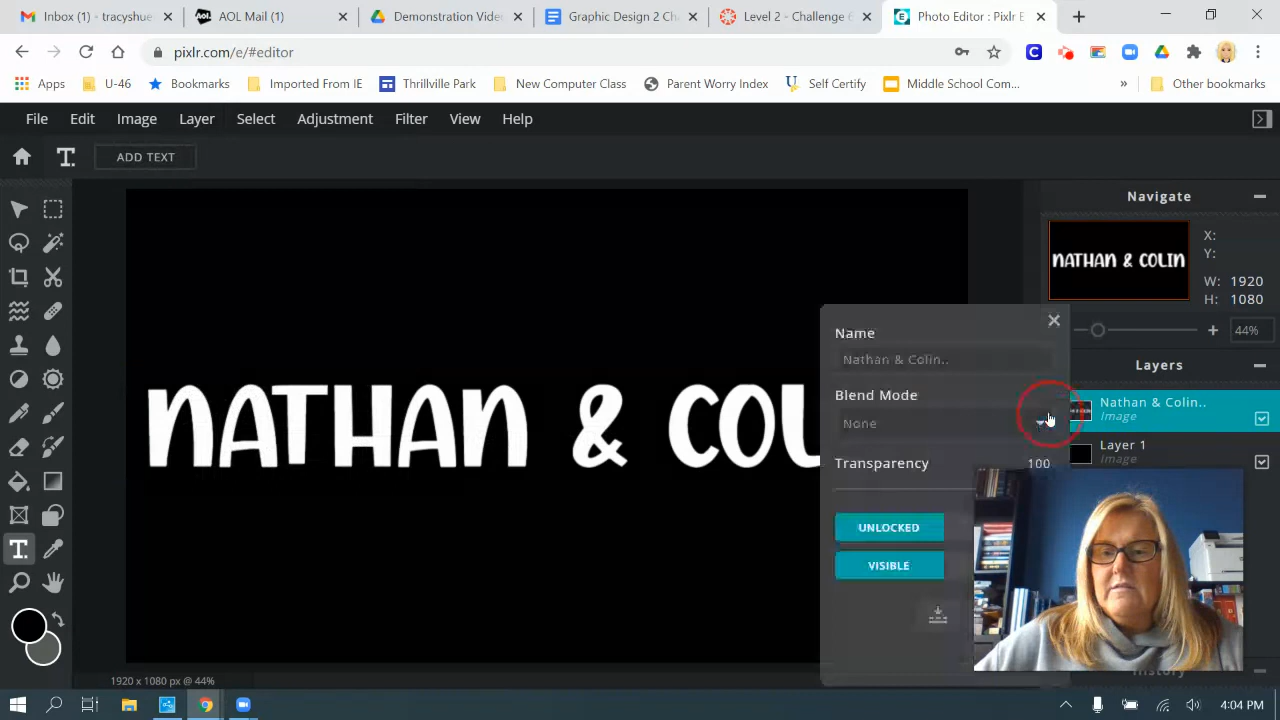 Inbox (1) - tracyshue
AOL Mail (1)
Demonstration Vide
Graphic Design 2 Ch
Level 2 - Challenge 6
Photo Editor : Pixlr E
pixlr.com/e/#editor
Apps
U-46
Bookmarks
Imported From IE
Thrillville Park
New Computer Class
Parent Worry Index
Self Certify
Middle School Com...
Other bookmarks
File
Edit
Image
Layer
Select
Adjustment
Filter
View
Help
ADD TEXT
Navigate
NATHAN & COLIN
X:
Y:
W: 1920
H: 1080
44%
NATHAN & COLI
Name
Nathan & Colin..
Blend Mode
None
Transparency
100
UNLOCKED
VISIBLE
Layers
Nathan & Colin..
Image
Layer 1
Image
History
1920 x 1080 px @ 44%
4:04 PM